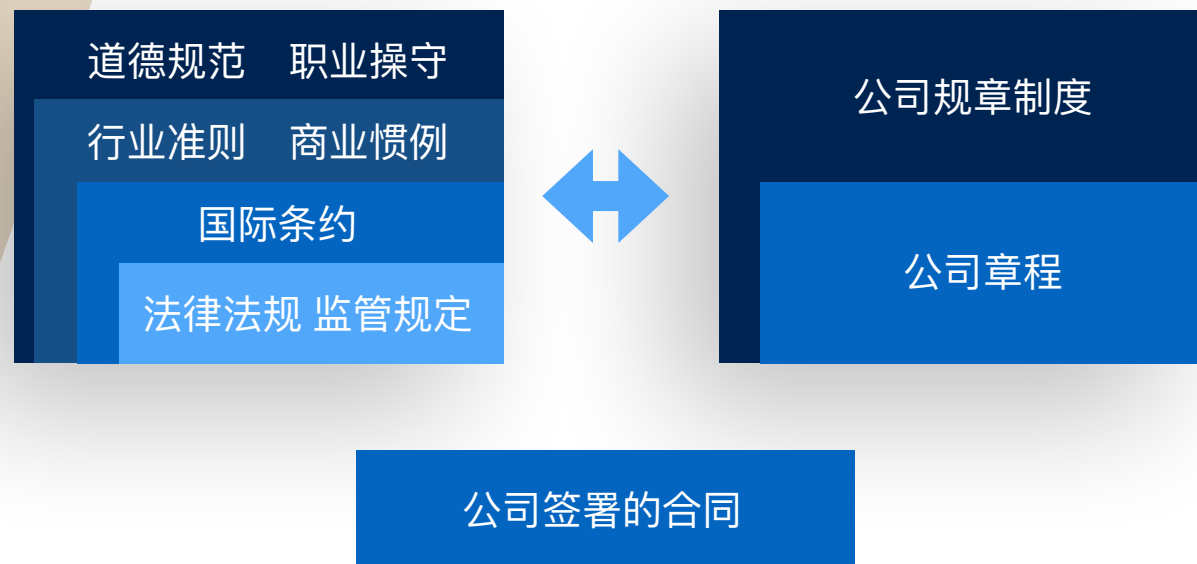 道德规范 职业操守
行业准则 商业惯例
国际条约
法律法规 监管规定
公司规章制度
公司章程
公司签署的合同